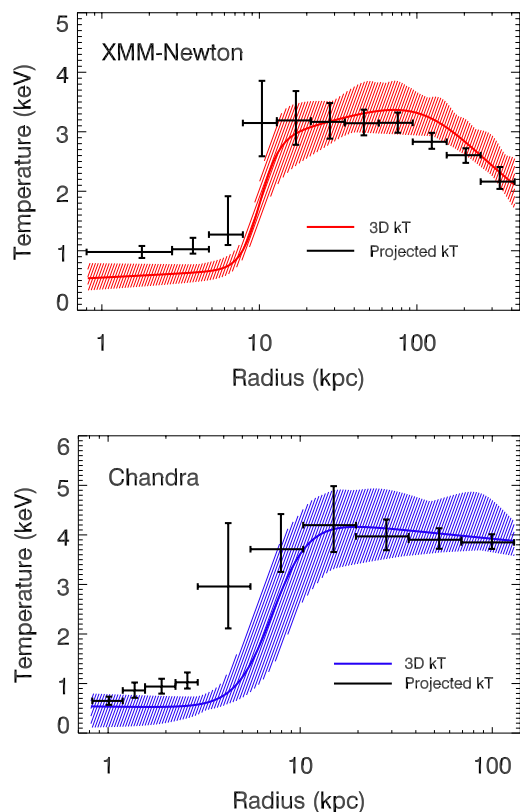 XMM-Newton
Temperature (keV)
5
4
3
2
1
0
3D kT
Projected kT
1
10
100
Radius (kpc)
Chandra
Temperature (keV)
6
5
4
3
2
1
0
3D kT
Projected kT
1
10
100
Radius (kpc)